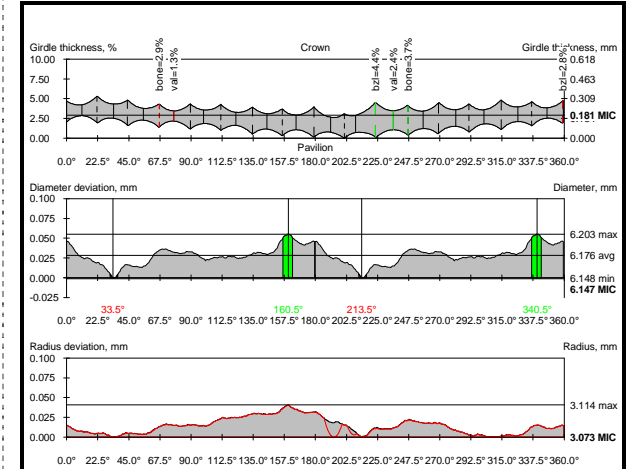 Girdle thickness, % Crown Girdle thickness, mm
bone=2.9%
val=1.3%
bzl=4.4%
val=2.4%
bone=3.7%
bzl=2.8%
10.00 0.618
7.50 0.463
5.00 0.309
2.50 0.181 MIC
0.00 0.000
Pavilion
0.0° 22.5° 45.0° 67.5° 90.0° 112.5° 135.0° 157.5° 180.0° 202.5° 225.0° 247.5° 270.0° 292.5° 315.0° 337.5° 360.0°
Diameter deviation, mm Diameter, mm
0.100
0.075
0.050 6.203 max
0.025 6.176 avg
0.000 6.148 min
6.147 MIC
-0.025
33.5° 160.5° 213.5° 340.5°
0.0° 22.5° 45.0° 67.5° 90.0° 112.5° 135.0° 157.5° 180.0° 202.5° 225.0° 247.5° 270.0° 292.5° 315.0° 337.5° 360.0°
Radius deviation, mm Radius, mm
0.100
0.075
0.050 3.114 max
0.025
0.000 3.073 MIC
0.0° 22.5° 45.0° 67.5° 90.0° 112.5° 135.0° 157.5° 180.0° 202.5° 225.0° 247.5° 270.0° 292.5° 315.0° 337.5° 360.0°